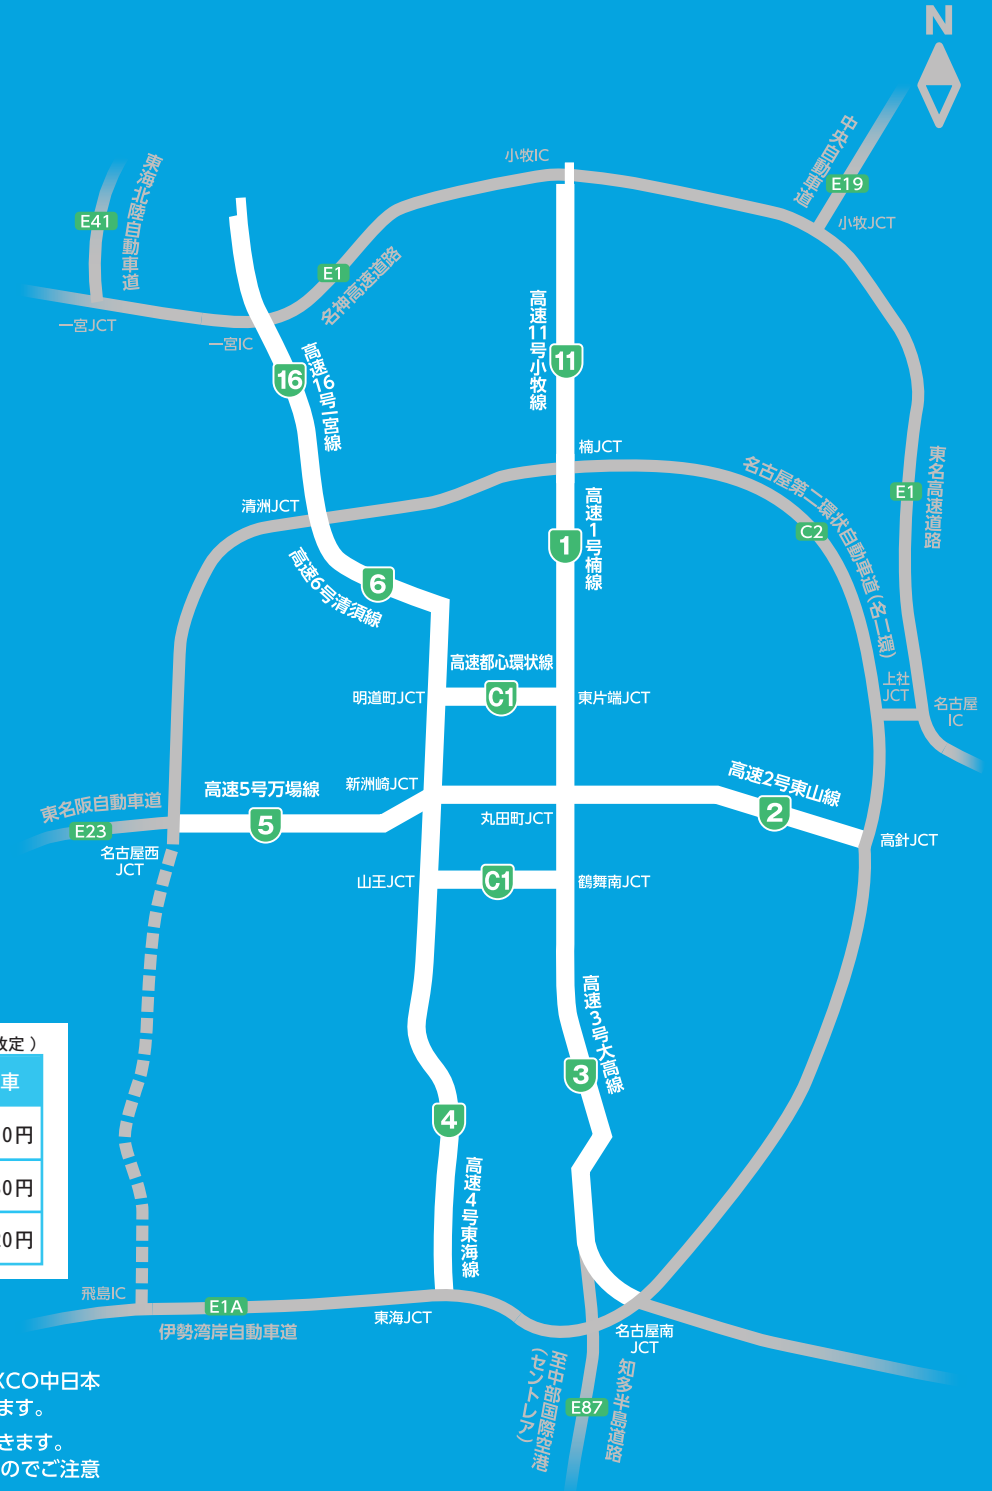 N
中央自動車道
E19
小牧IC
小牧JCT
東海北陸自動車道
E41
E1
名神高速道路
一宮JCT
一宮IC
高速11号小牧線
11
高速16号一宮線
16
楠JCT
東名高速道路
E1
名古屋第二環状自動車道(名二環)
C2
清洲JCT
高速1号楠線
1
高速6号清須線
6
高速都心環状線
C1
明道町JCT
東片端JCT
上社
JCT
名古屋
IC
高速2号東山線
2
新洲崎JCT
高速5号万場線
5
東名阪自動車道
E23
名古屋西
JCT
丸田町JCT
高針JCT
山王JCT
C1
鶴舞南JCT
高速3号大高線
3
改定 )
車
0円
0円
0円
4
高速4号東海線
飛島IC
E1A
伊勢湾岸自動車道
東海JCT
名古屋南
JCT
至中部国際空港
(セントレア)
E87
知多半島道路
XCO中日本
ます。
きます。
のでご注意